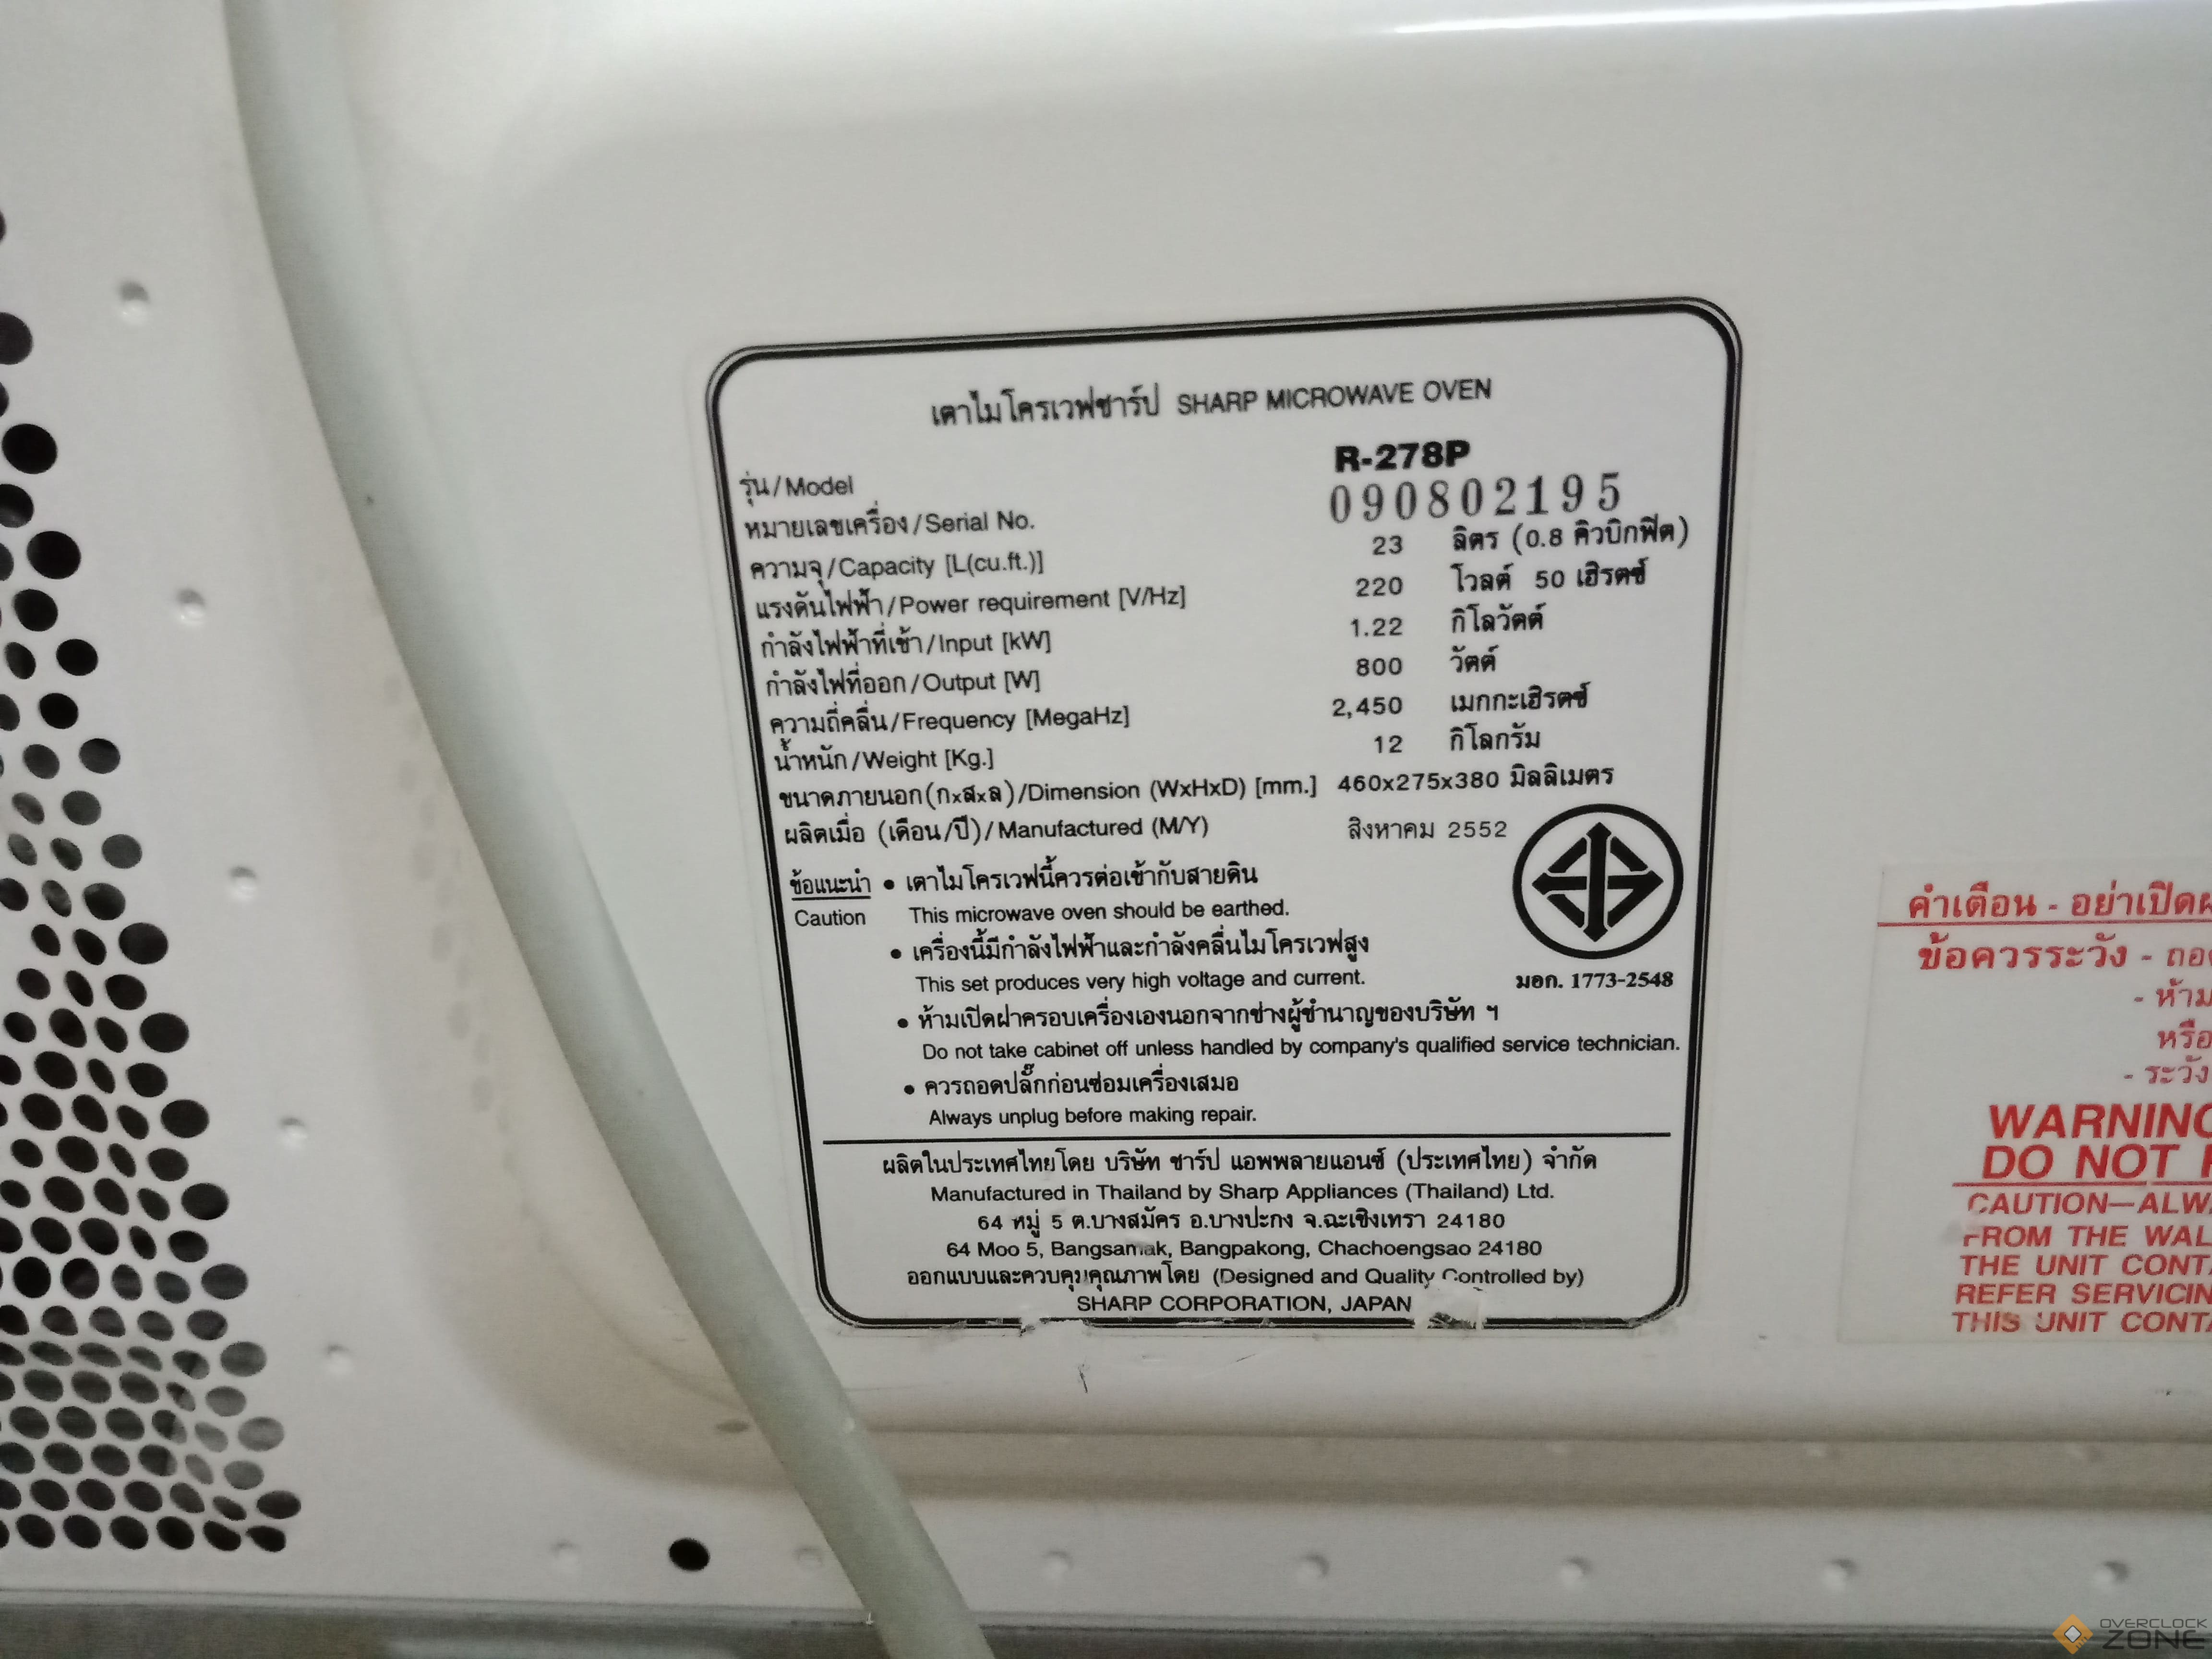 เตาไมโครเวฟชาร์ป SHARP MICROWAVE OVEN
รุ่น/Model R-278P
หมายเลขเครื่อง/Serial No. 090802195
ความจุ/Capacity [L(cu.ft.)] 23 ลิตร (0.8 คิวบิกฟีต)
แรงดันไฟฟ้า/Power requirement [V/Hz] 220 โวลต์ 50 เฮิรตซ์
กำลังไฟฟ้าที่เข้า/Input [kW] 1.22 กิโลวัตต์
กำลังไฟที่ออก/Output [W] 800 วัตต์
ความถี่คลื่น/Frequency [MegaHz] 2,450 เมกกะเฮิรตซ์
น้ำหนัก/Weight [Kg.] 12 กิโลกรัม
ขนาดภายนอก(กxสxล)/Dimension (WxHxD) [mm.] 460x275x380 มิลลิเมตร
ผลิตเมื่อ (เดือน/ปี)/Manufactured (M/Y) สิงหาคม 2552
ข้อแนะนำ • เตาไมโครเวฟนี้ควรต่อเข้ากับสายดิน
Caution This microwave oven should be earthed.
• เครื่องนี้มีกำลังไฟฟ้าและกำลังคลื่นไมโครเวฟสูง
This set produces very high voltage and current.
มอก. 1773-2548
• ห้ามเปิดฝาครอบเครื่องเองนอกจากช่างผู้ชำนาญของบริษัท ฯ
Do not take cabinet off unless handled by company's qualified service technician.
• ควรถอดปลั๊กก่อนซ่อมเครื่องเสมอ
Always unplug before making repair.
ผลิตในประเทศไทยโดย บริษัท ชาร์ป แอพพลายแอนซ์ (ประเทศไทย) จำกัด
Manufactured in Thailand by Sharp Appliances (Thailand) Ltd.
64 หมู่ 5 ต.บางสมัคร อ.บางปะกง จ.ฉะเชิงเทรา 24180
64 Moo 5, Bangsamak, Bangpakong, Chachoengsao 24180
ออกแบบและควบคุมคุณภาพโดย (Designed and Quality Controlled by)
SHARP CORPORATION, JAPAN
คำเตือน - อย่าเปิด
ข้อควรระวัง - ถอ
- ห้าม
หรือ
- ระวัง
WARNING
DO NOT
CAUTION—ALW
FROM THE WAL
THE UNIT CONT
REFER SERVICIN
THIS UNIT CONT
OVERCLOCK
ZONE